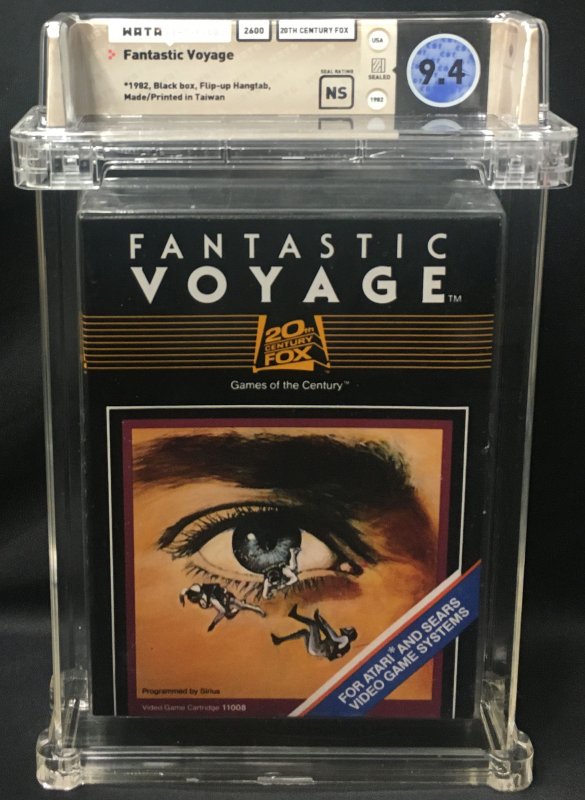 WATA
2600
20TH CENTURY FOX
USA
Fantastic Voyage
*1982, Black box, Flip-up Hangtab,
Made/Printed in Taiwan
SEAL RATING
NS
SEALED
1982
9.4
FANTASTIC
VOYAGE™
20th
CENTURY
FOX
Games of the Century™
FOR ATARI* AND SEARS
VIDEO GAME SYSTEMS
Programmed by Sirius
Video Game Cartridge 11008